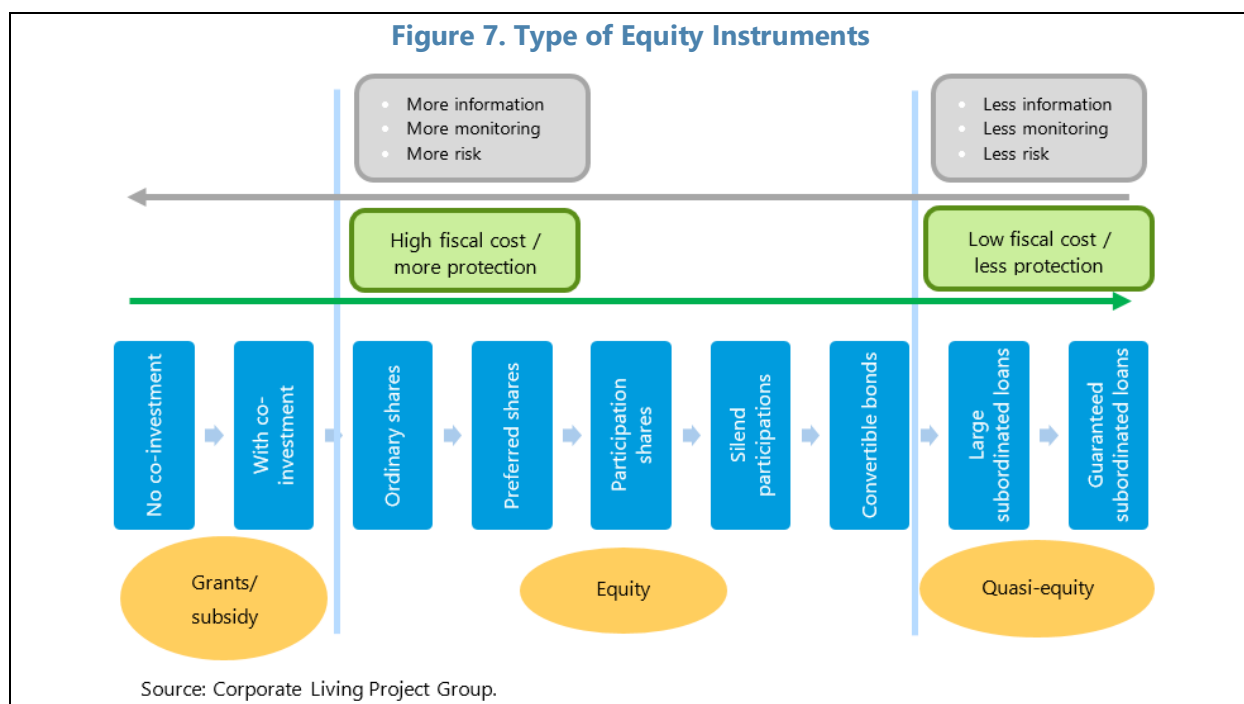 Figure 7. Type of Equity Instruments
More information
More monitoring
More risk
Less information
Less monitoring
Less risk
High fiscal cost /
more protection
Low fiscal cost /
less protection
No co-investment
With co-
investment
Ordinary shares
Preferred shares
Participation
shares
Silend
participations
Convertible bonds
Large
subordinated loans
Guaranteed
subordinated loans
Grants/
subsidy
Equity
Quasi-equity
Source: Corporate Living Project Group.